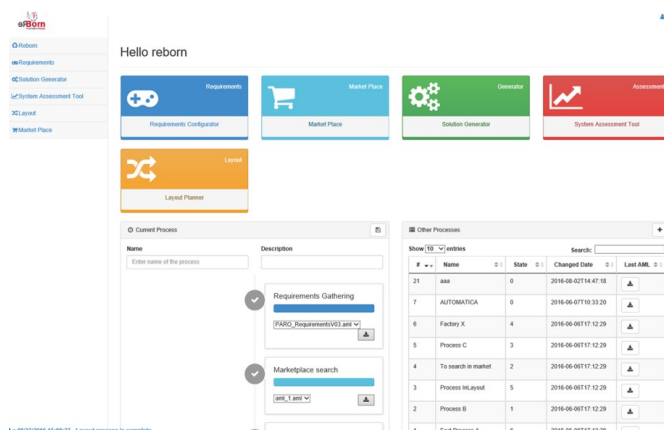 Reborn
Requirements
Solution Generator
System Assessment Tool
Layout
Market Place
Hello reborn
Requirements
Requirements Configurator
Market Place
Market Place
Generator
Solution Generator
Assessment
System Assessment Tool
Layout
Layout Planner
Current Process
Name
Description
Enter name of the process
Requirements Gathering
PARO_RequirementsV03.aml
Marketplace search
aml_1.aml
Other Processes
Show 10 entries
Search:
# Name State Changed Date Last AML
21 aaa 0 2016-08-02T14:47:18
7 AUTOMATICA 0 2016-06-07T10:33:20
6 Factory X 4 2016-06-06T17:12:29
5 Process C 3 2016-06-06T17:12:29
4 To search in market 2 2016-06-06T17:12:29
3 Process InLayout 5 2016-06-06T17:12:29
2 Process B 1 2016-06-06T17:12:29